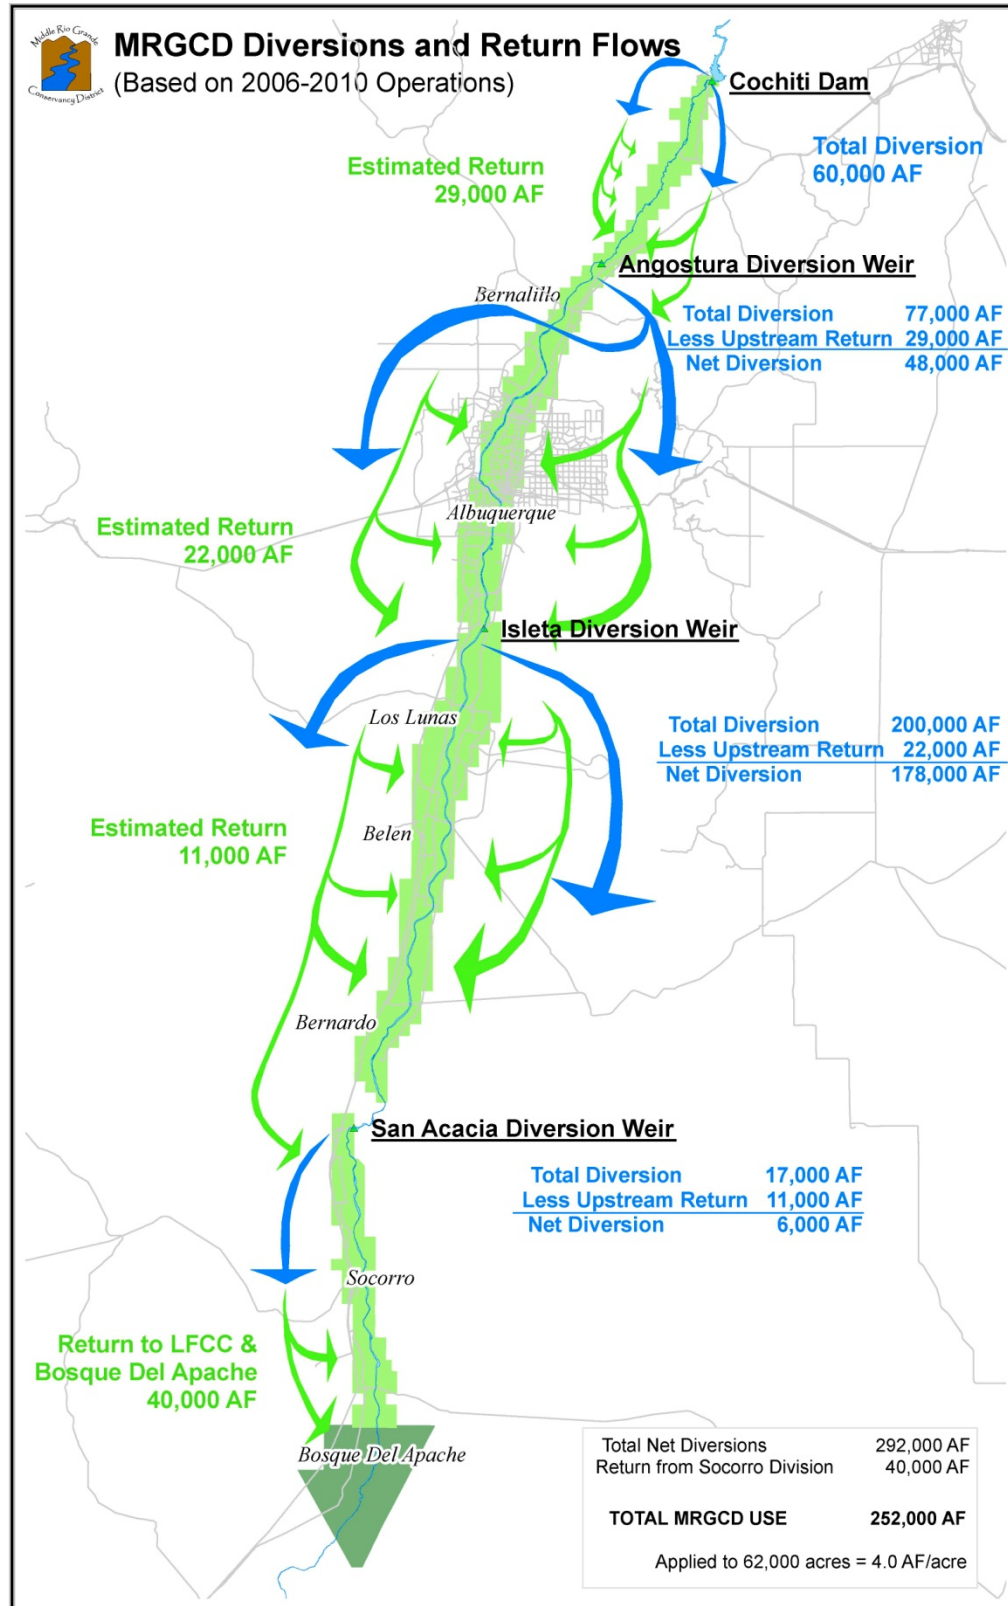 Middle Rio Grande
Conservancy District
MRGCD Diversions and Return Flows
(Based on 2006-2010 Operations)
Cochiti Dam
Total Diversion
60,000 AF
Estimated Return
29,000 AF
Angostura Diversion Weir
Bernalillo
Total Diversion 77,000 AF
Less Upstream Return 29,000 AF
Net Diversion 48,000 AF
Albuquerque
Estimated Return
22,000 AF
Isleta Diversion Weir
Los Lunas
Total Diversion 200,000 AF
Less Upstream Return 22,000 AF
Net Diversion 178,000 AF
Estimated Return
11,000 AF
Belen
Bernardo
San Acacia Diversion Weir
Total Diversion 17,000 AF
Less Upstream Return 11,000 AF
Net Diversion 6,000 AF
Socorro
Return to LFCC &
Bosque Del Apache
40,000 AF
Bosque Del Apache
Total Net Diversions 292,000 AF
Return from Socorro Division 40,000 AF
TOTAL MRGCD USE 252,000 AF
Applied to 62,000 acres = 4.0 AF/acre